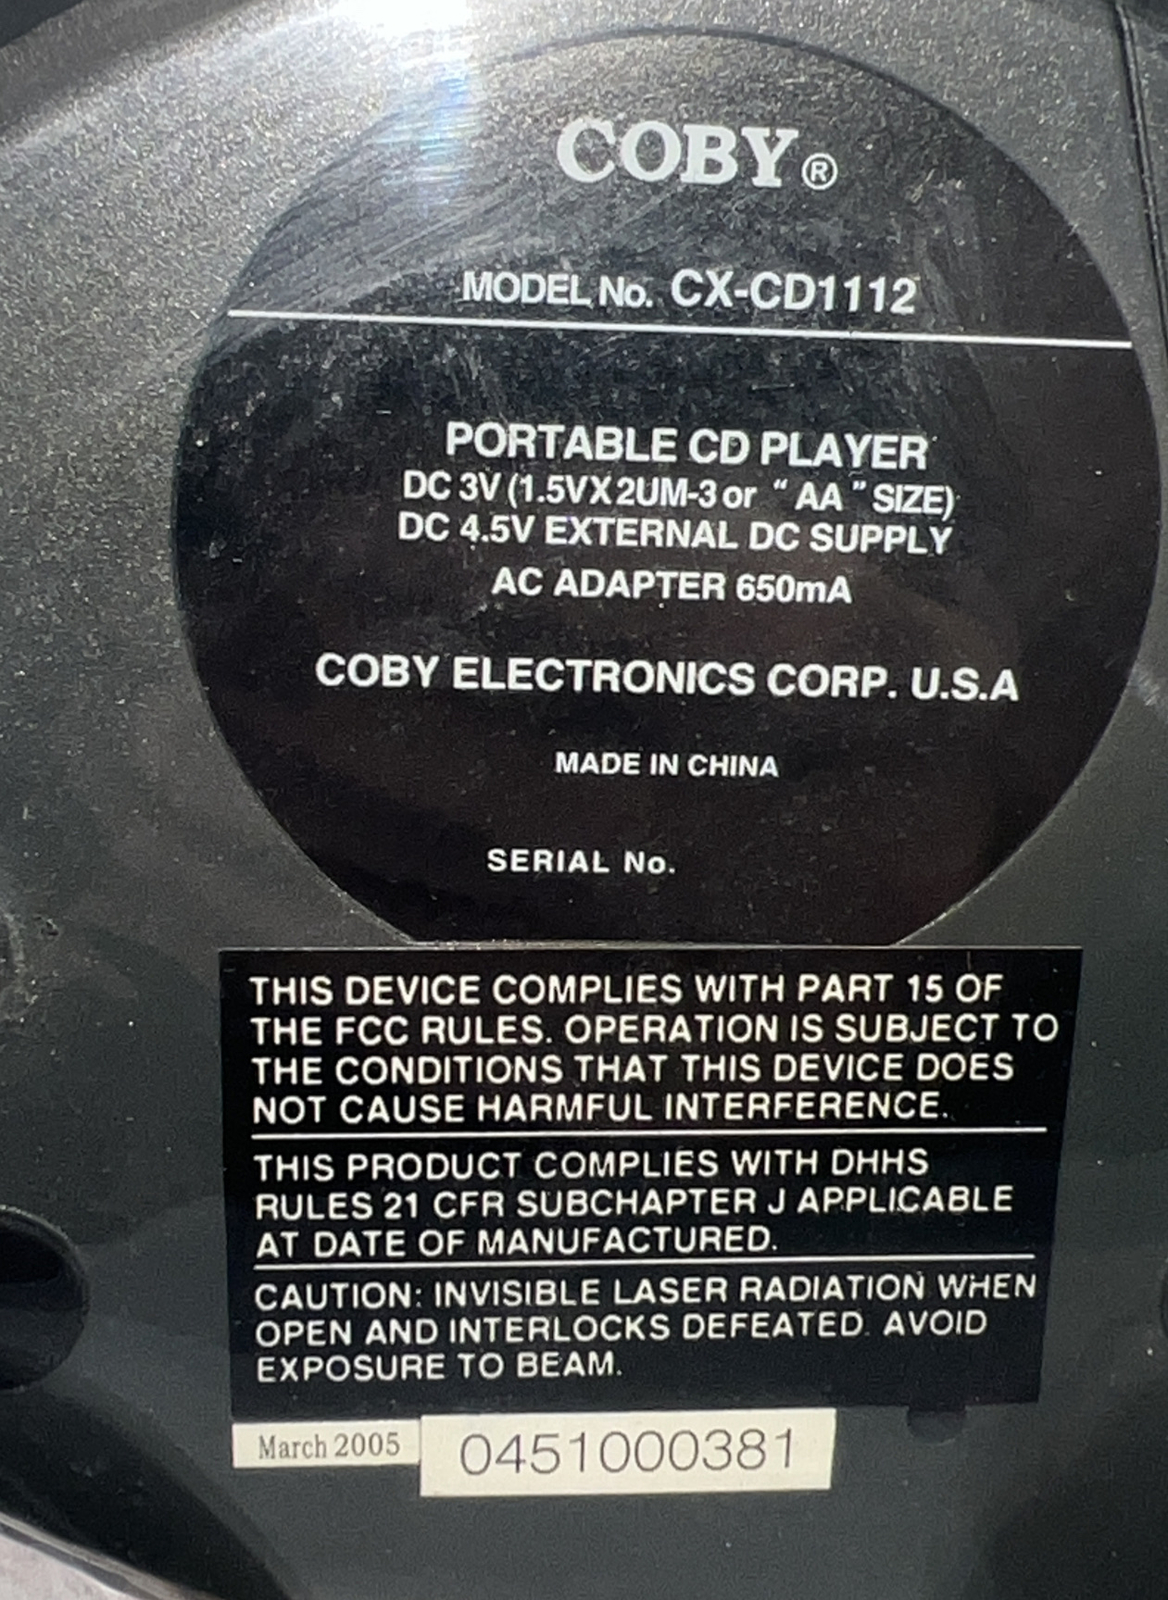 COBY®
MODEL No. CX-CD1112
PORTABLE CD PLAYER
DC 3V (1.5VX2UM-3 or “ AA ” SIZE)
DC 4.5V EXTERNAL DC SUPPLY
AC ADAPTER 650mA
COBY ELECTRONICS CORP. U.S.A
MADE IN CHINA
SERIAL No.
THIS DEVICE COMPLIES WITH PART 15 OF
THE FCC RULES. OPERATION IS SUBJECT TO
THE CONDITIONS THAT THIS DEVICE DOES
NOT CAUSE HARMFUL INTERFERENCE.
THIS PRODUCT COMPLIES WITH DHHS
RULES 21 CFR SUBCHAPTER J APPLICABLE
AT DATE OF MANUFACTURED.
CAUTION: INVISIBLE LASER RADIATION WHEN
OPEN AND INTERLOCKS DEFEATED. AVOID
EXPOSURE TO BEAM.
March 2005 0451000381